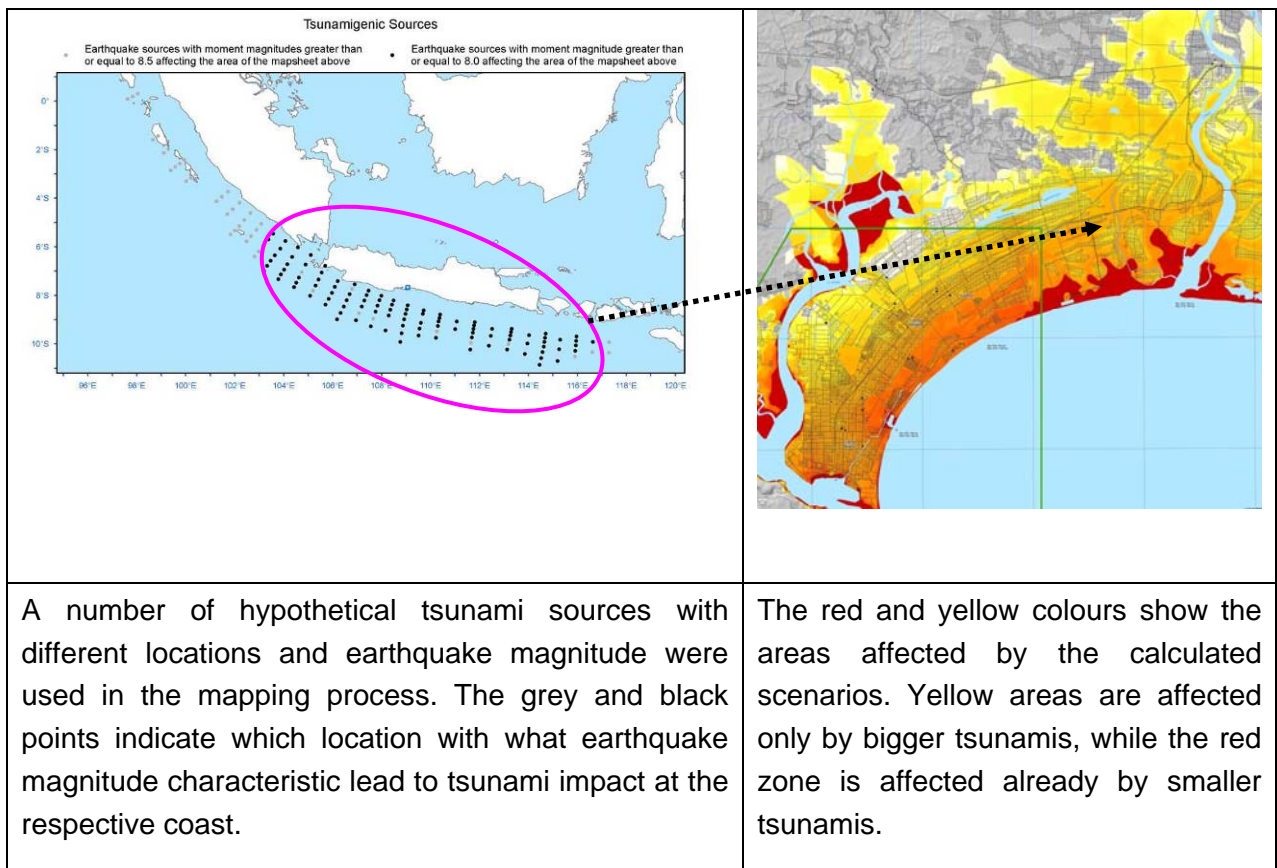 Tsunamigenic Sources
Earthquake sources with moment magnitudes greater than
or equal to 8.5 affecting the area of the mapsheet above
Earthquake sources with moment magnitude greater than
or equal to 8.0 affecting the area of the mapsheet above
0°
2°S
4°S
6°S
8°S
10°S
96°E
98°E
100°E
102°E
104°E
106°E
108°E
110°E
112°E
114°E
116°E
118°E
120°E
A number of hypothetical tsunami sources with
different locations and earthquake magnitude were
used in the mapping process. The grey and black
points indicate which location with what earthquake
magnitude characteristic lead to tsunami impact at the
respective coast.
The red and yellow colours show the
areas affected by the calculated
scenarios. Yellow areas are affected
only by bigger tsunamis, while the red
zone is affected already by smaller
tsunamis.